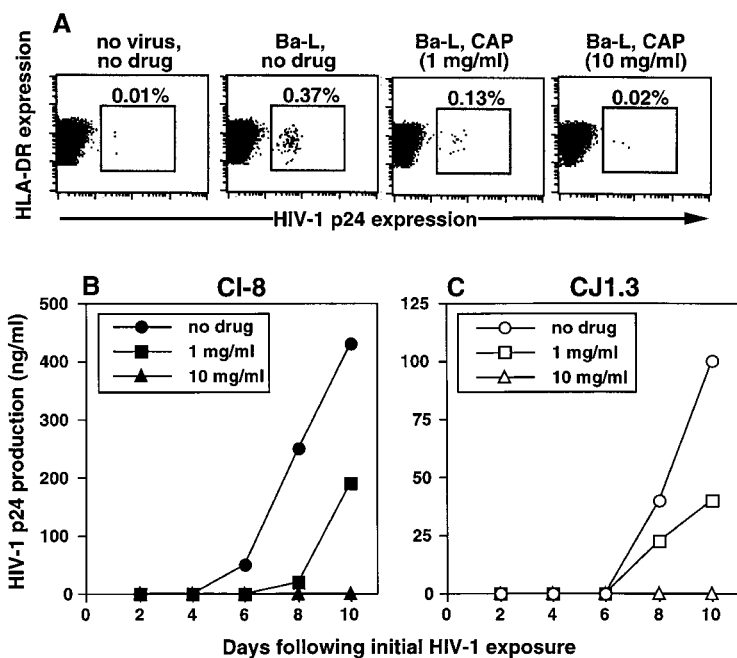 A
no virus,
no drug
Ba-L,
no drug
Ba-L, CAP
(1 mg/ml)
Ba-L, CAP
(10 mg/ml)
HLA-DR expression
0.01%
0.37%
0.13%
0.02%
HIV-1 p24 expression
B CI-8
HIV-1 p24 production (ng/ml)
500
400
300
200
100
0
no drug
1 mg/ml
10 mg/ml
0 2 4 6 8 10
C CJ1.3
125
100
75
50
25
0
no drug
1 mg/ml
10 mg/ml
0 2 4 6 8 10
Days following initial HIV-1 exposure